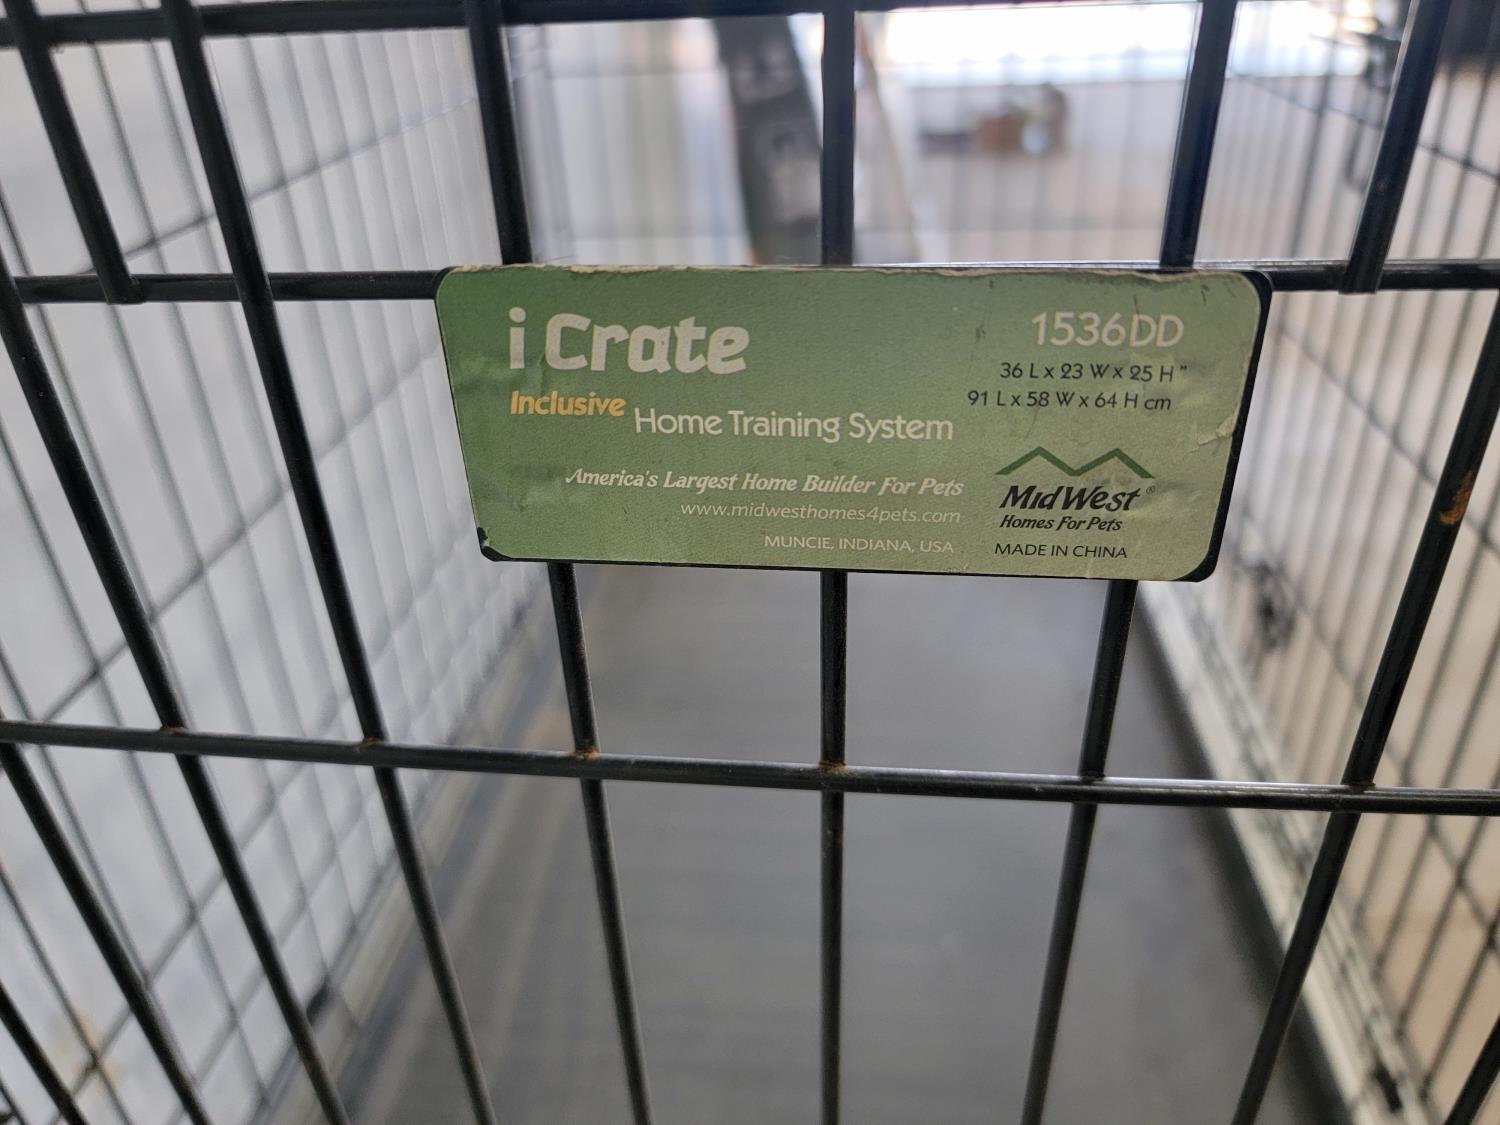 i Crate
Inclusive Home Training System
America's Largest Home Builder For Pets
www.midwesthomes4pets.com
MUNCIE, INDIANA, USA
1536DD
36 L x 23 W x 25 H "
91 L x 58 W x 64 H cm
MidWest®
Homes For Pets
MADE IN CHINA